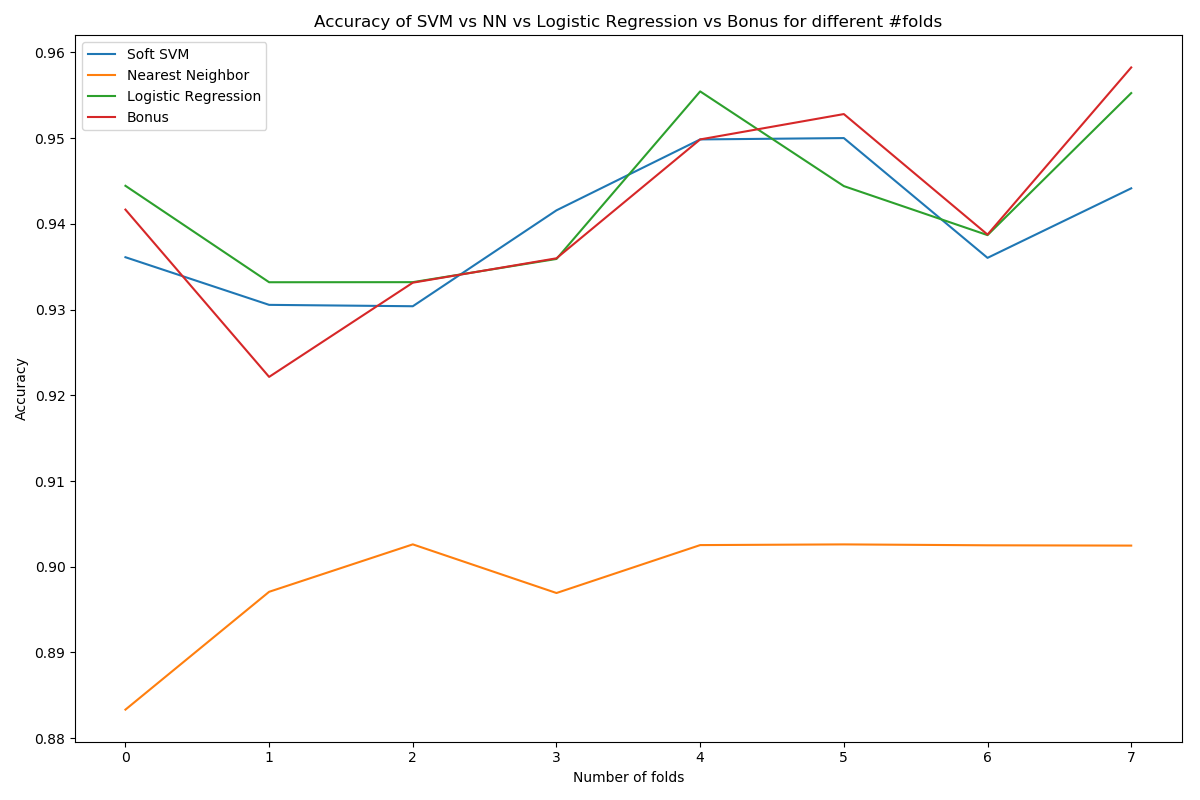 Accuracy of SVM vs NN vs Logistic Regression vs Bonus for different #folds
Soft SVM
Nearest Neighbor
Logistic Regression
Bonus
Accuracy
0.96
0.95
0.94
0.93
0.92
0.91
0.90
0.89
0.88
0 1 2 3 4 5 6 7
Number of folds